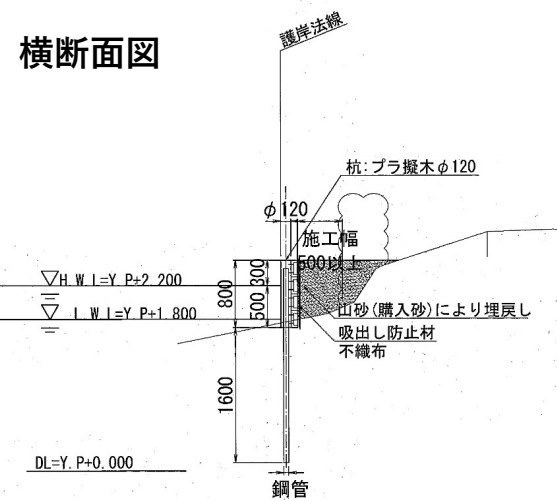 横断面図
護岸法線
杭:プラ擬木φ120
φ120
施工幅
500以上
H.W.L=Y.P+2.200
300
800
500
L.W.L=Y.P+1.800
山砂(購入砂)により埋戻し
吸出し防止材
不織布
1600
DL=Y.P+0.000
鋼管